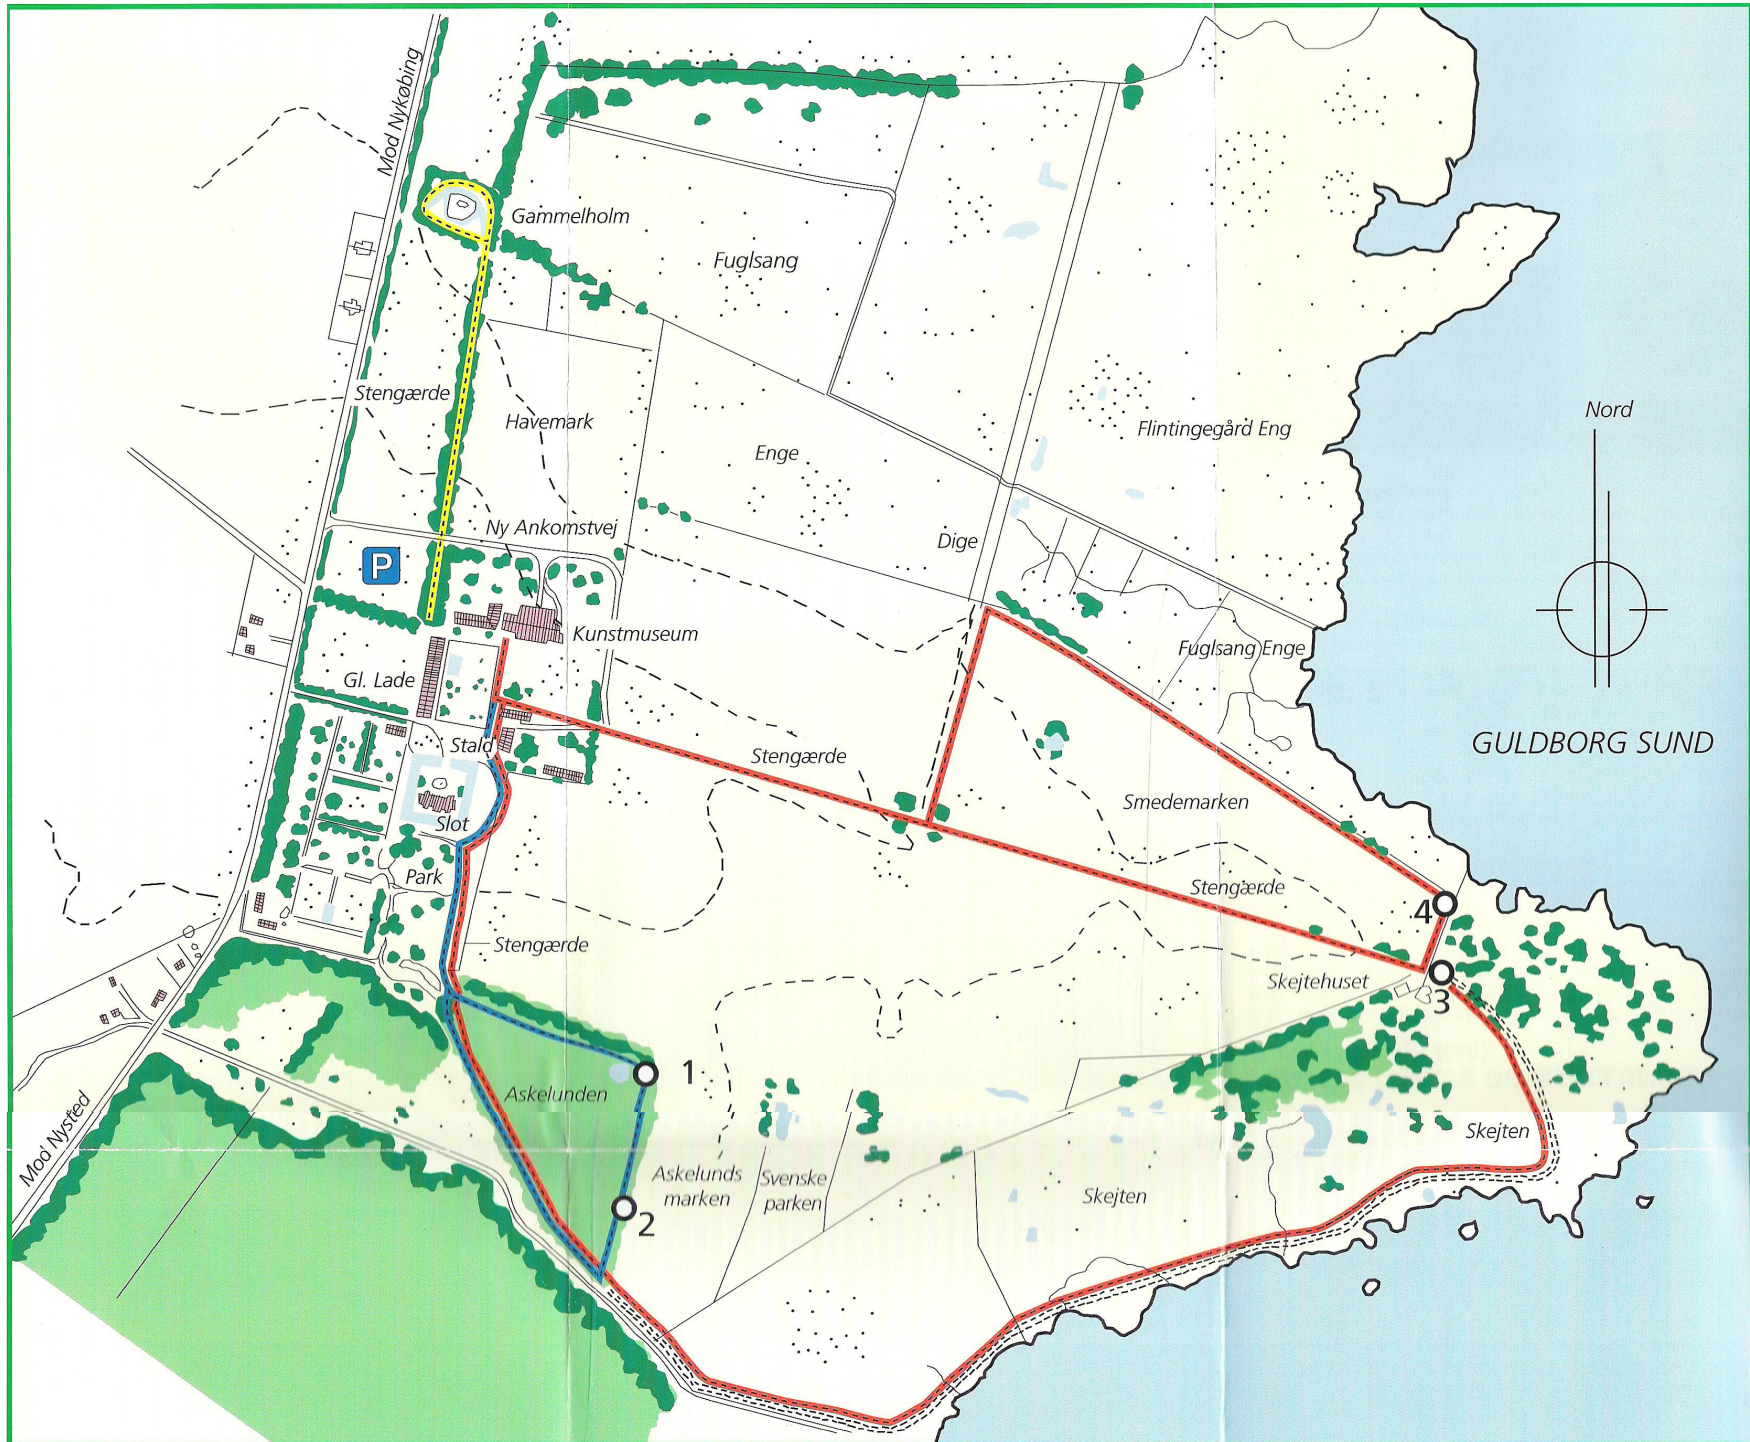 Mod Nykøbing
Gammelholm
Fuglsang
Stengærde
Havemark
Flintingegård Eng
Nord
Enge
Ny Ankomstvej
Dige
P
Kunstmuseum
Fuglsang Enge
Gl. Lade
GULDBORG SUND
Stald
Stengærde
Smedemarken
Slot
Park
Stengærde
4
Stengærde
Skejtehuset
3
1
Askelunden
Mod Nysted
Skejten
Askelunds
marken
Svenske
parken
Skejten
2